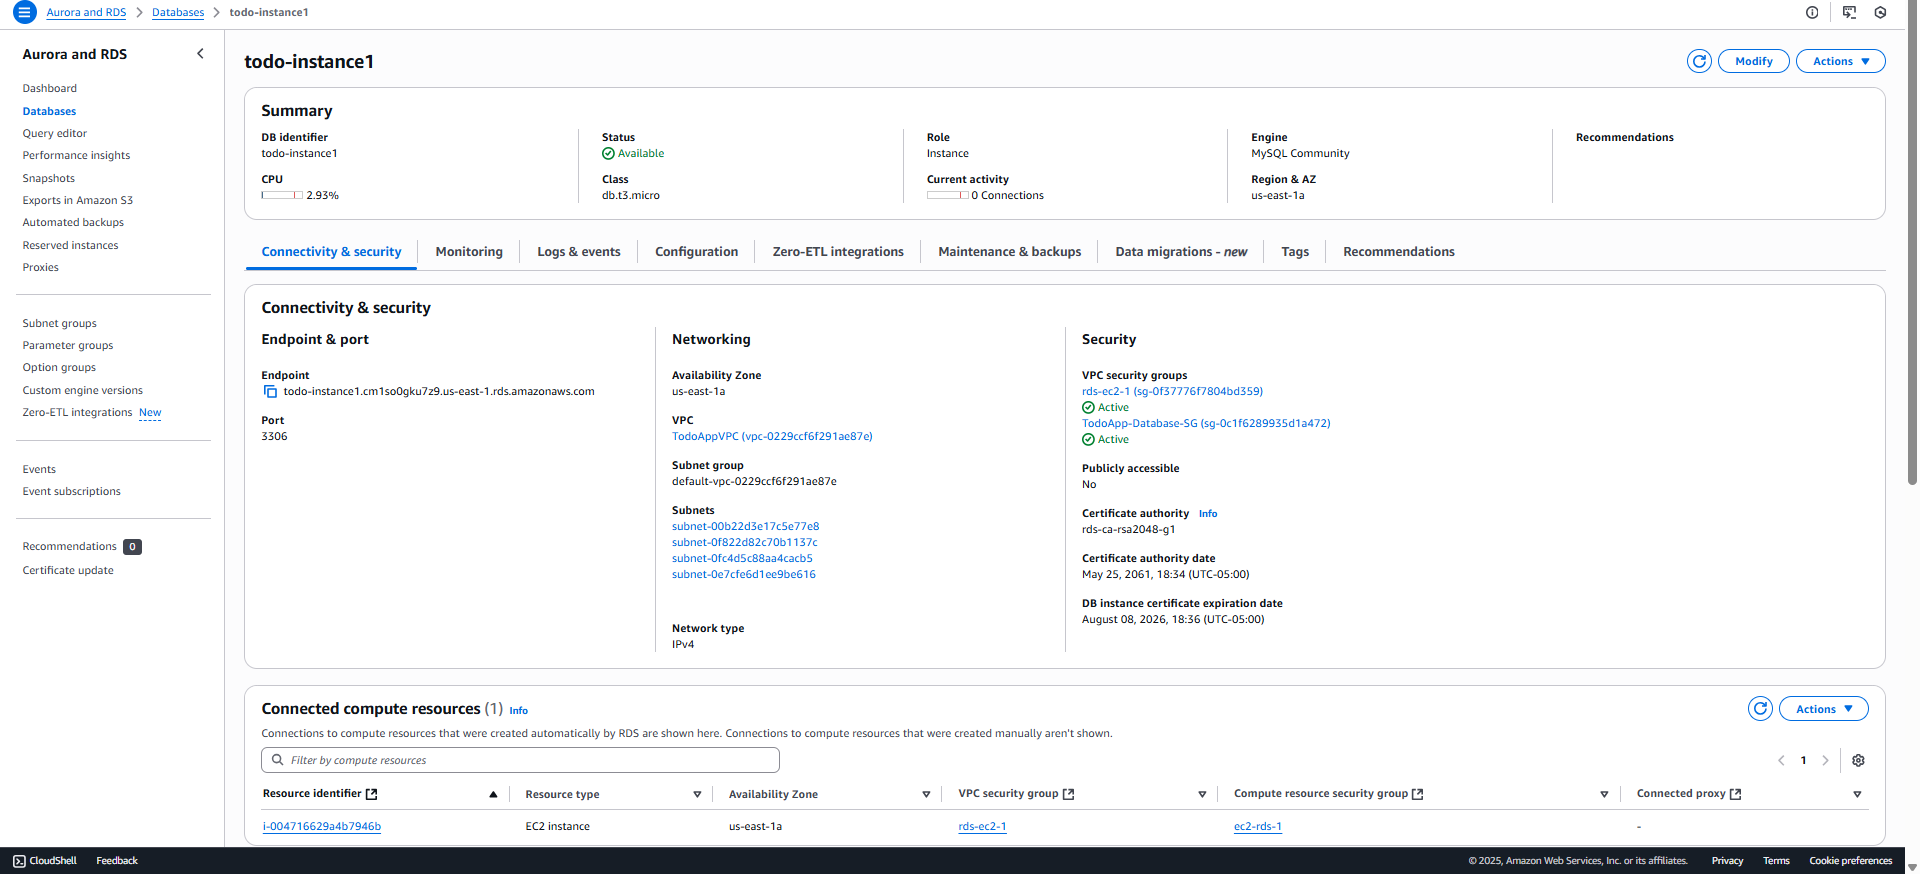 Aurora and RDS > Databases > todo-instance1
Aurora and RDS
Dashboard
Databases
Query editor
Performance insights
Snapshots
Exports in Amazon S3
Automated backups
Reserved instances
Proxies
Subnet groups
Parameter groups
Option groups
Custom engine versions
Zero-ETL integrations New
Events
Event subscriptions
Recommendations 0
Certificate update
todo-instance1
Modify
Actions
Summary
DB identifier
todo-instance1
CPU
2.93%
Status
Available
Class
db.t3.micro
Role
Instance
Current activity
0 Connections
Engine
MySQL Community
Region & AZ
us-east-1a
Recommendations
Connectivity & security
Monitoring
Logs & events
Configuration
Zero-ETL integrations
Maintenance & backups
Data migrations - new
Tags
Recommendations
Connectivity & security
Endpoint & port
Endpoint
todo-instance1.cm1so0gku7z9.us-east-1.rds.amazonaws.com
Port
3306
Networking
Availability Zone
us-east-1a
VPC
TodoAppVPC (vpc-0229ccf6f291ae87e)
Subnet group
default-vpc-0229ccf6f291ae87e
Subnets
subnet-00b22d3e17c5e77e8
subnet-0f822d82c70b1137c
subnet-0fc4d5c88aa4cacb5
subnet-0e7cfe6d1ee9be616
Network type
IPv4
Security
VPC security groups
rds-ec2-1 (sg-0f37776f7804bd359)
Active
TodoApp-Database-SG (sg-0c1f6289935d1a472)
Active
Publicly accessible
No
Certificate authority Info
rds-ca-rsa2048-g1
Certificate authority date
May 25, 2061, 18:34 (UTC-05:00)
DB instance certificate expiration date
August 08, 2026, 18:36 (UTC-05:00)
Connected compute resources (1) Info
Actions
Connections to compute resources that were created automatically by RDS are shown here. Connections to compute resources that were created manually aren't shown.
Filter by compute resources
1
Resource identifier
Resource type
Availability Zone
VPC security group
Compute resource security group
Connected proxy
i-004716629a4b7946b
EC2 instance
us-east-1a
rds-ec2-1
ec2-rds-1
-
CloudShell
Feedback
© 2025, Amazon Web Services, Inc. or its affiliates.
Privacy
Terms
Cookie preferences